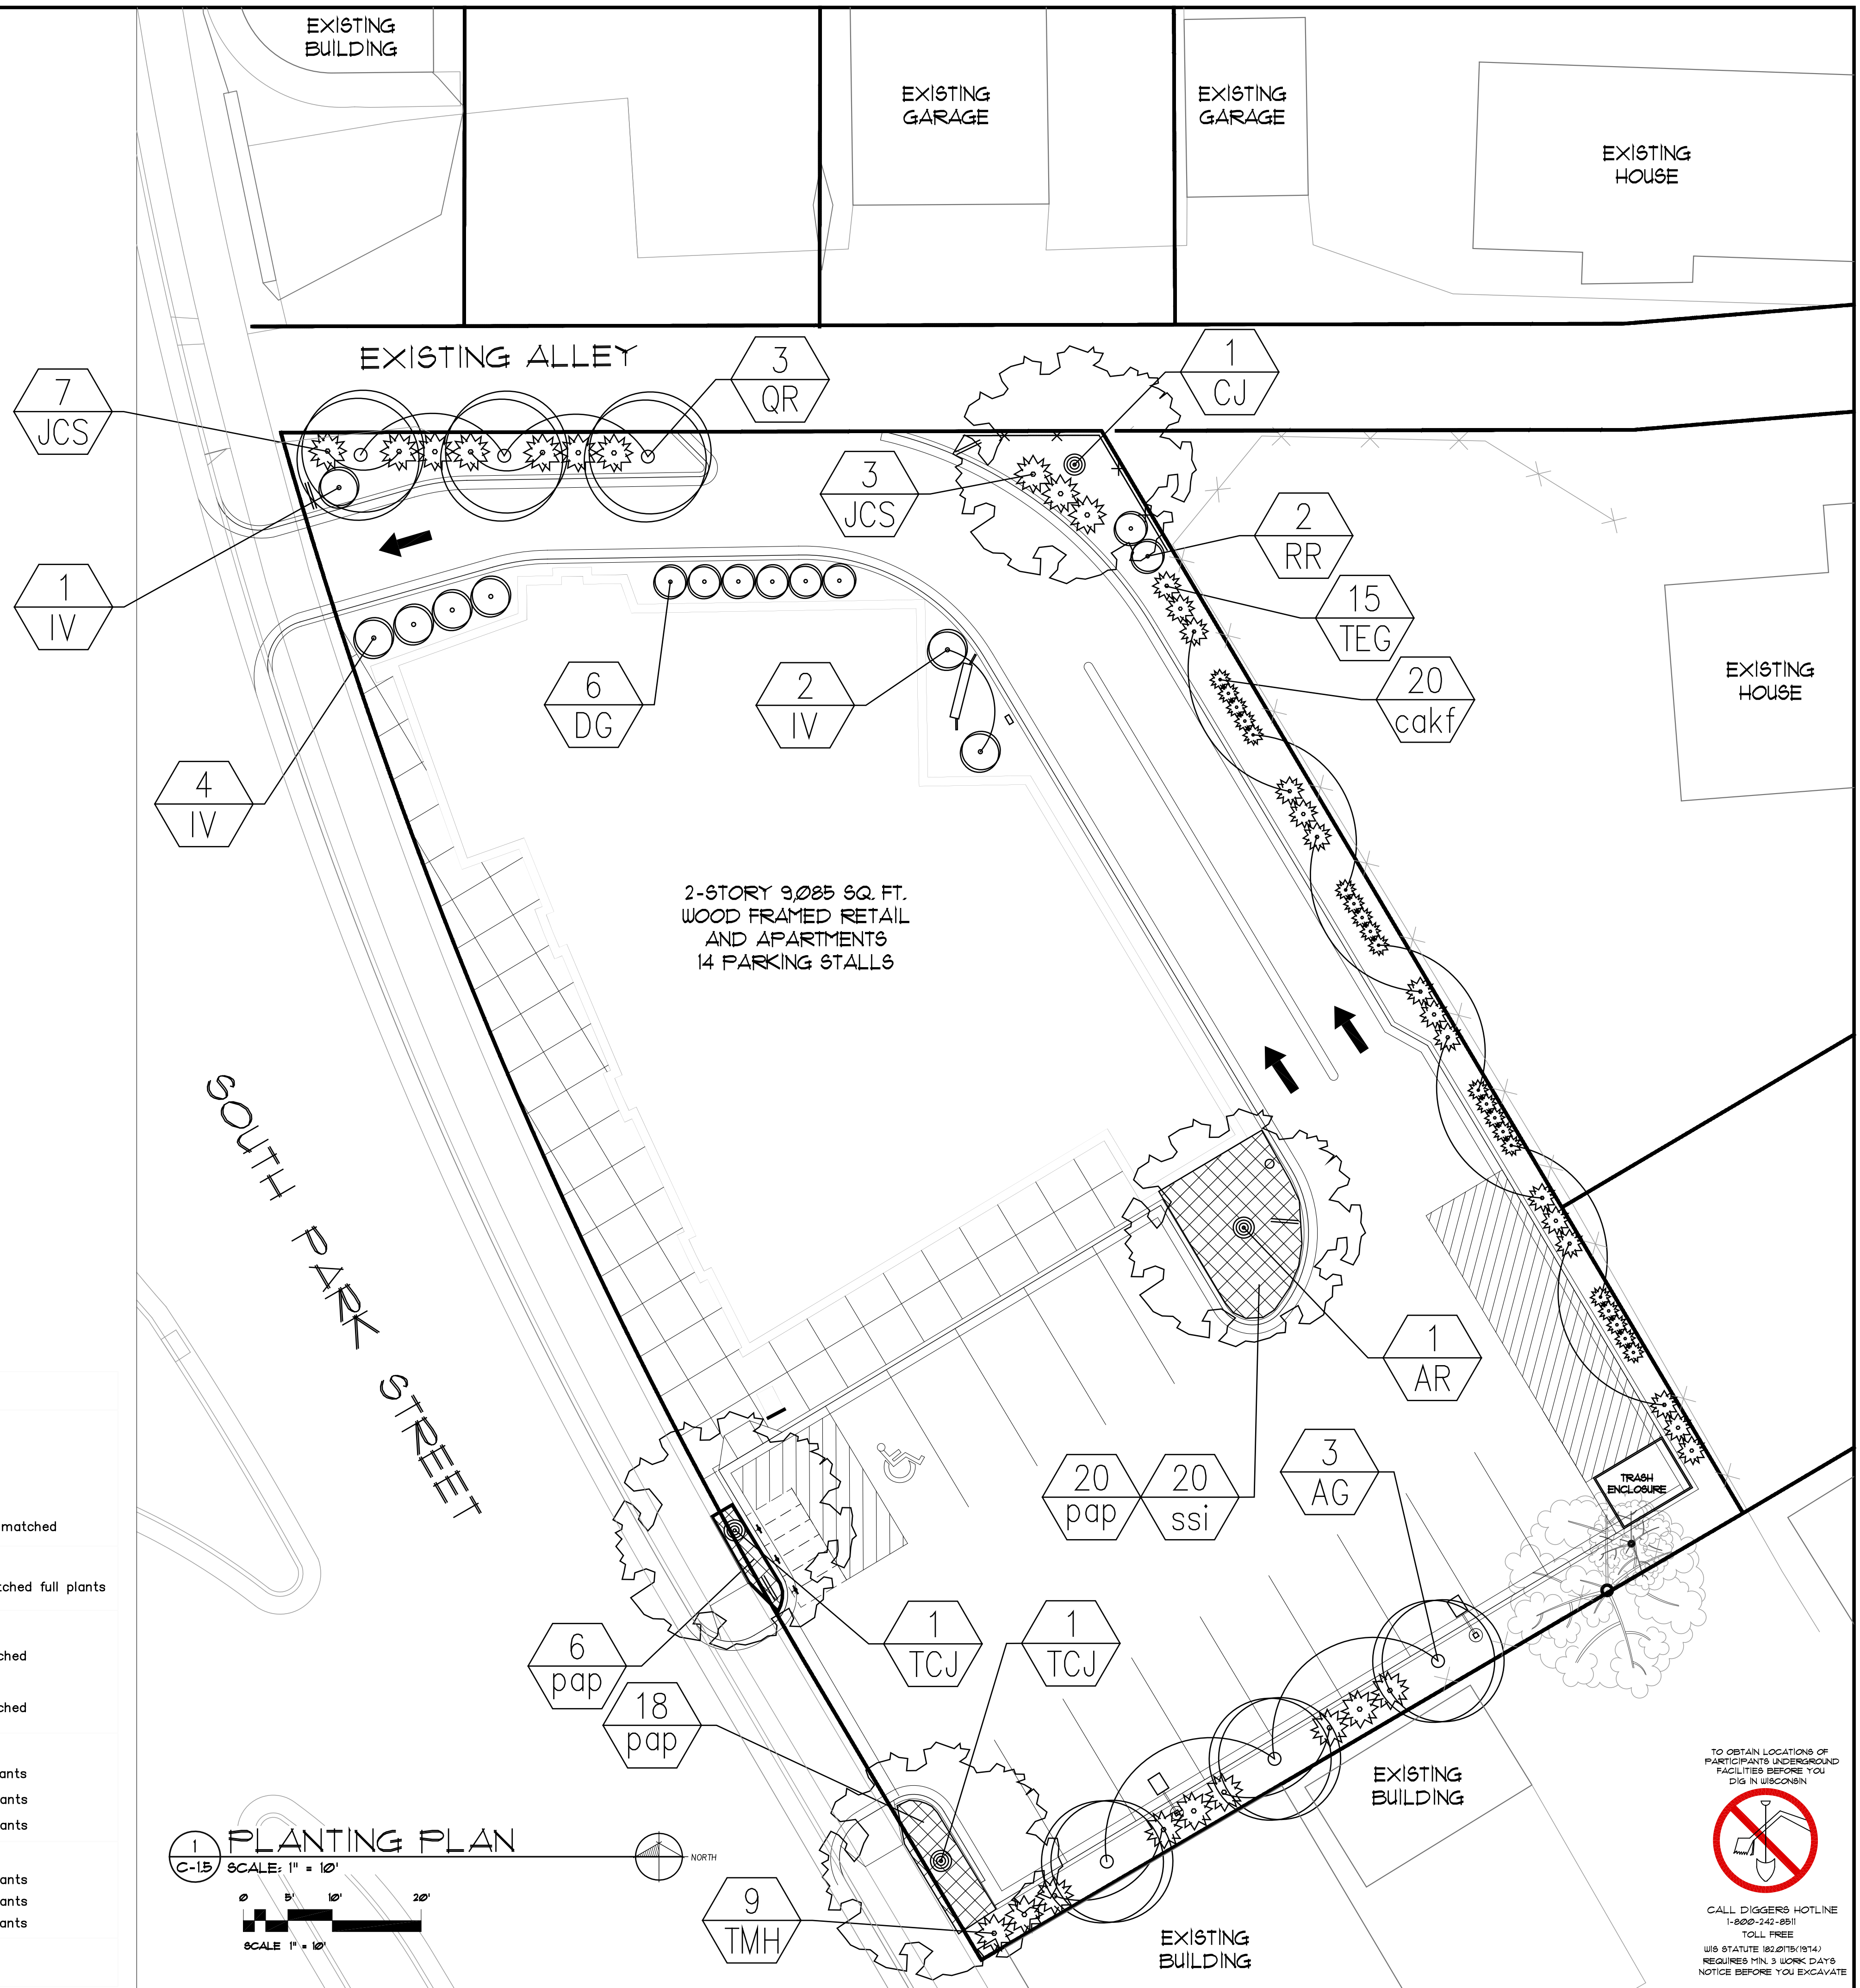 EXISTING
BUILDING
EXISTING
GARAGE
EXISTING
GARAGE
EXISTING
HOUSE
EXISTING ALLEY
3
QR
1
CJ
7
JCS
3
JCS
2
RR
1
IV
15
TEG
6
DG
2
IV
20
cakf
EXISTING
HOUSE
4
IV
2-STORY 9,085 SQ. FT.
WOOD FRAMED RETAIL
AND APARTMENTS
14 PARKING STALLS
SOUTH PARK STREET
1
AR
20
pap
20
ssi
3
AG
TRASH
ENCLOSURE
matched
ched full plants
ched
ched
ants
ants
ants
ants
ants
ants
6
pap
1
TCJ
1
TCJ
18
pap
EXISTING
BUILDING
9
TMH
EXISTING
BUILDING
1
C-1.5
PLANTING PLAN
SCALE: 1" = 10'
NORTH
0 5' 10' 20'
SCALE 1" = 10'
TO OBTAIN LOCATIONS OF
PARTICIPANTS UNDERGROUND
FACILITIES BEFORE YOU
DIG IN WISCONSIN
CALL DIGGERS HOTLINE
1-800-242-8511
TOLL FREE
WIS STATUTE 182.0175(1974)
REQUIRES MIN. 3 WORK DAYS
NOTICE BEFORE YOU EXCAVATE